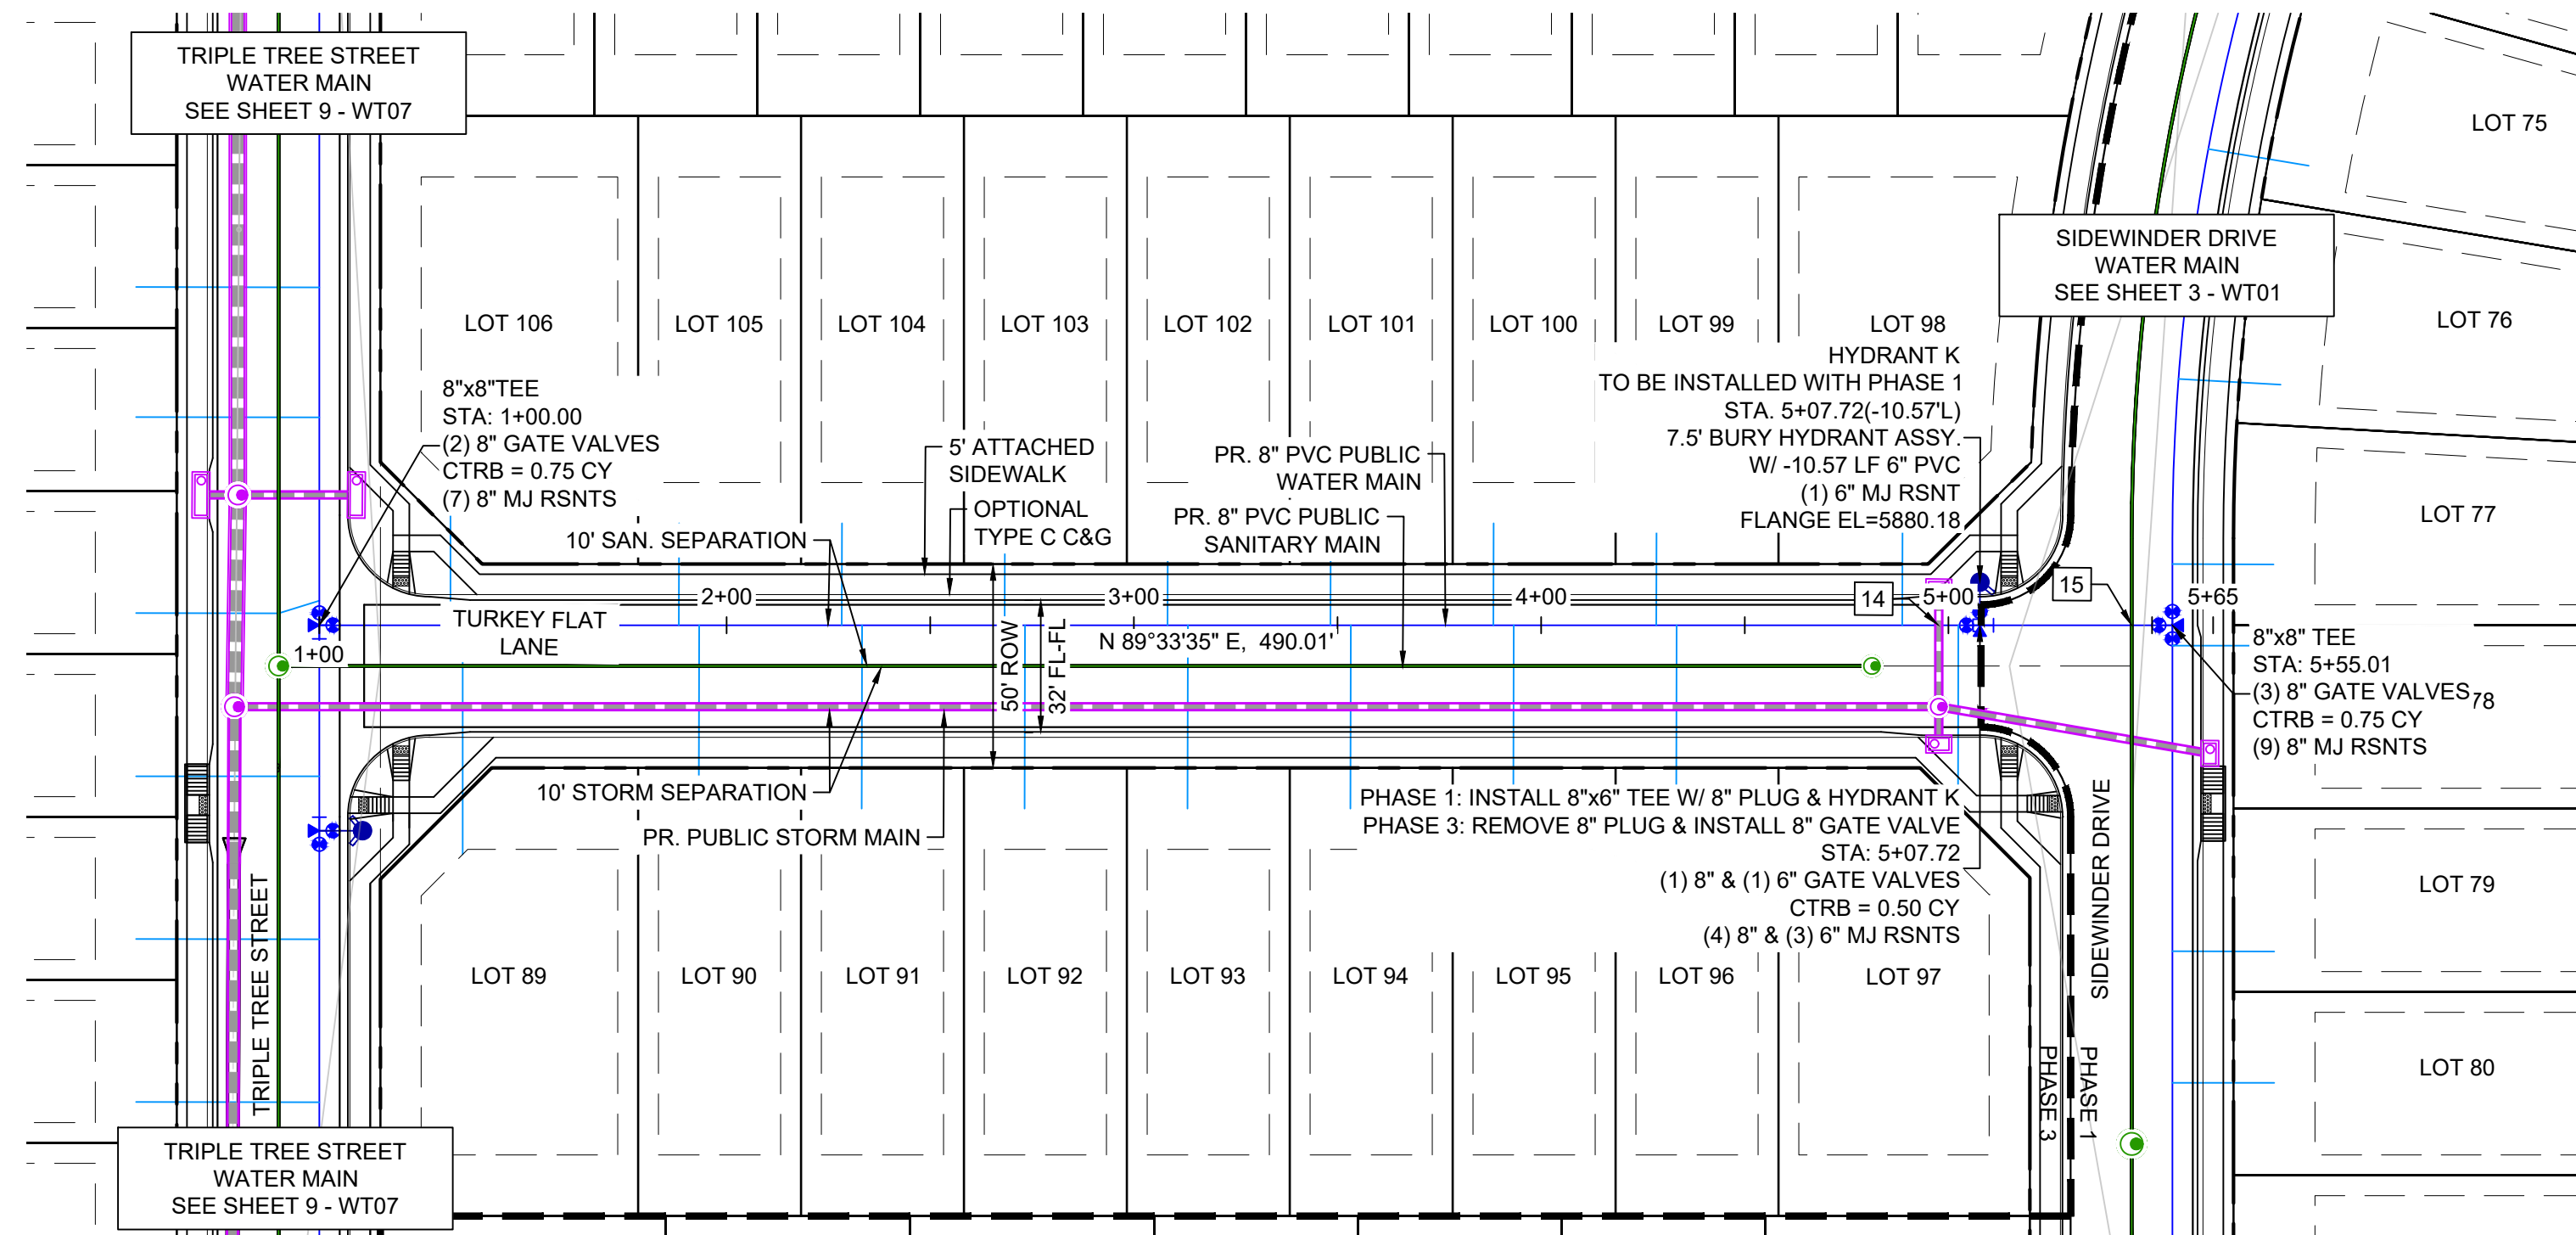 TRIPLE TREE STREET
WATER MAIN
SEE SHEET 9 - WT07
LOT 75
SIDEWINDER DRIVE
WATER MAIN
SEE SHEET 3 - WT01
LOT 76
LOT 106
LOT 105
LOT 104
LOT 103
LOT 102
LOT 101
LOT 100
LOT 99
LOT 98
8"x8"TEE
STA: 1+00.00
(2) 8" GATE VALVES
CTRB = 0.75 CY
(7) 8" MJ RSNTS
5' ATTACHED
SIDEWALK
OPTIONAL
TYPE C C&G
10' SAN. SEPARATION
PR. 8" PVC PUBLIC
WATER MAIN
PR. 8" PVC PUBLIC
SANITARY MAIN
HYDRANT K
TO BE INSTALLED WITH PHASE 1
STA. 5+07.72(-10.57'L)
7.5' BURY HYDRANT ASSY.
W/ -10.57 LF 6" PVC
(1) 6" MJ RSNT
FLANGE EL=5880.18
LOT 77
TURKEY FLAT
LANE
1+00
2+00
3+00
4+00
14
5+00
15
5+65
N 89°33'35" E, 490.01'
50' ROW
32' FL-FL
8"x8" TEE
STA: 5+55.01
(3) 8" GATE VALVES
CTRB = 0.75 CY
(9) 8" MJ RSNTS
78
10' STORM SEPARATION
PR. PUBLIC STORM MAIN
PHASE 1: INSTALL 8"x6" TEE W/ 8" PLUG & HYDRANT K
PHASE 3: REMOVE 8" PLUG & INSTALL 8" GATE VALVE
STA: 5+07.72
(1) 8" & (1) 6" GATE VALVES
CTRB = 0.50 CY
(4) 8" & (3) 6" MJ RSNTS
TRIPLE TREE STREET
SIDEWINDER DRIVE
LOT 79
LOT 89
LOT 90
LOT 91
LOT 92
LOT 93
LOT 94
LOT 95
LOT 96
LOT 97
LOT 80
PHASE 3
PHASE 1
TRIPLE TREE STREET
WATER MAIN
SEE SHEET 9 - WT07